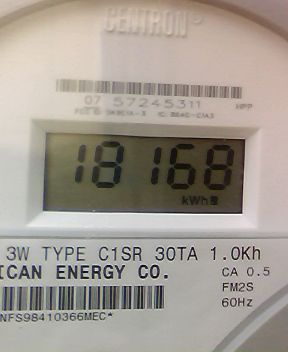 CENTRON®
07 57245311 HPP
18168
kWh
3W TYPE C1SR 30TA 1.0Kh
ICAN ENERGY CO. CA 0.5
FM2S
60Hz
NFS98410366MEC*